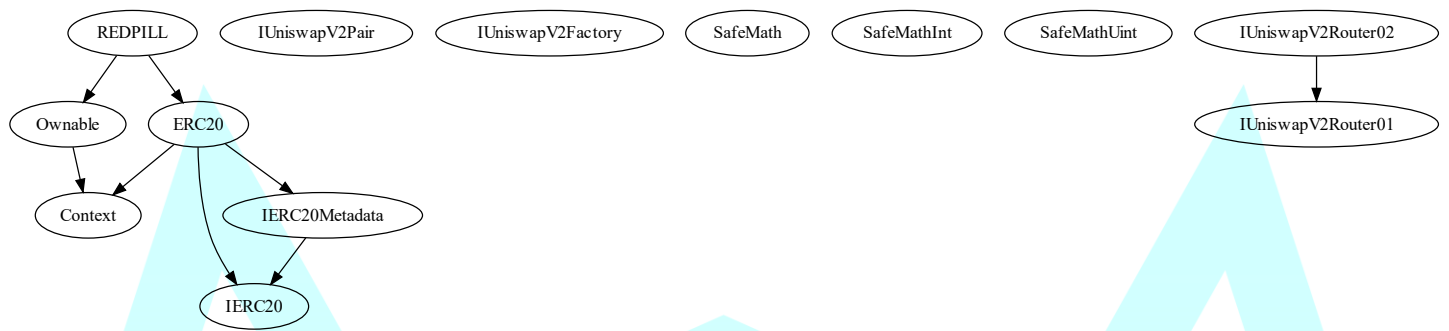 REDPILL
IUniswapV2Pair
IUniswapV2Factory
SafeMath
SafeMathInt
SafeMathUint
IUniswapV2Router02
Ownable
ERC20
IUniswapV2Router01
Context
IERC20Metadata
IERC20